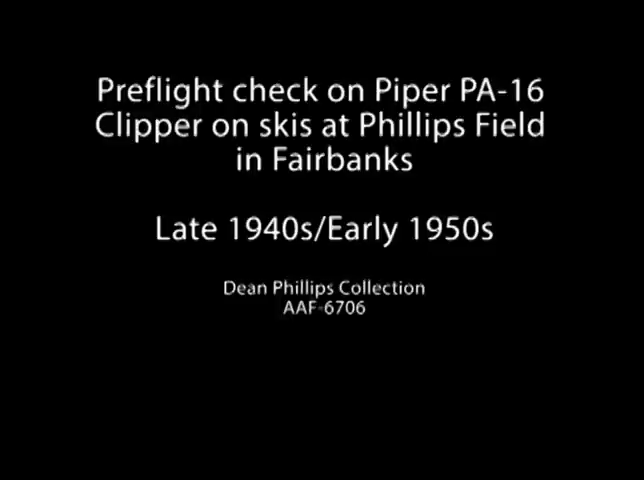 Preflight check on Piper PA-16
Clipper on skis at Phillips Field
in Fairbanks
Late 1940s/Early 1950s
Dean Phillips Collection
AAF-6706